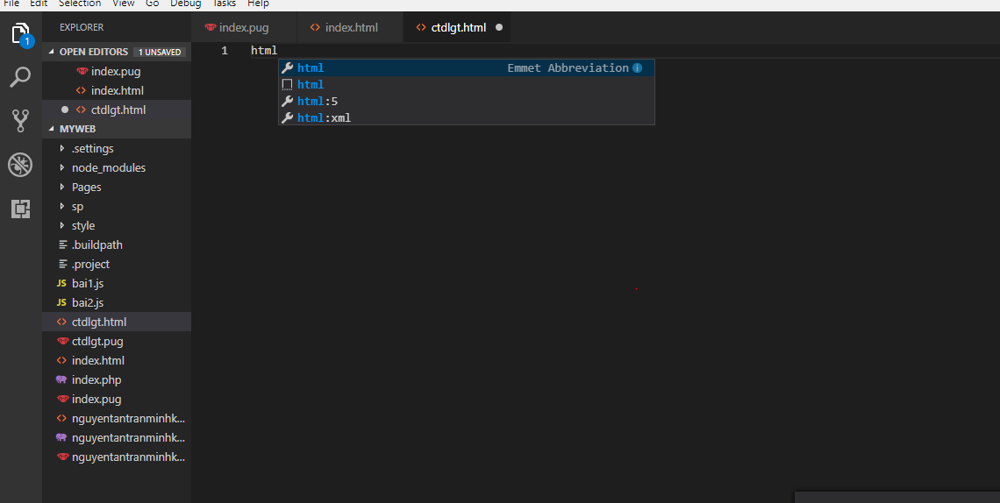 File Edit Selection View Go Debug Tasks Help
EXPLORER
OPEN EDITORS 1 UNSAVED
index.pug
index.html
ctdlgt.html
MYWEB
.settings
node_modules
Pages
sp
style
.buildpath
.project
JS bai1.js
JS bai2.js
ctdlgt.html
ctdlgt.pug
index.html
index.php
index.pug
nguyentantranminhk...
nguyentantranminhk...
nguyentantranminhk...
1
index.pug index.html ctdlgt.html
1 html
html Emmet Abbreviation
html
html:5
html:xml